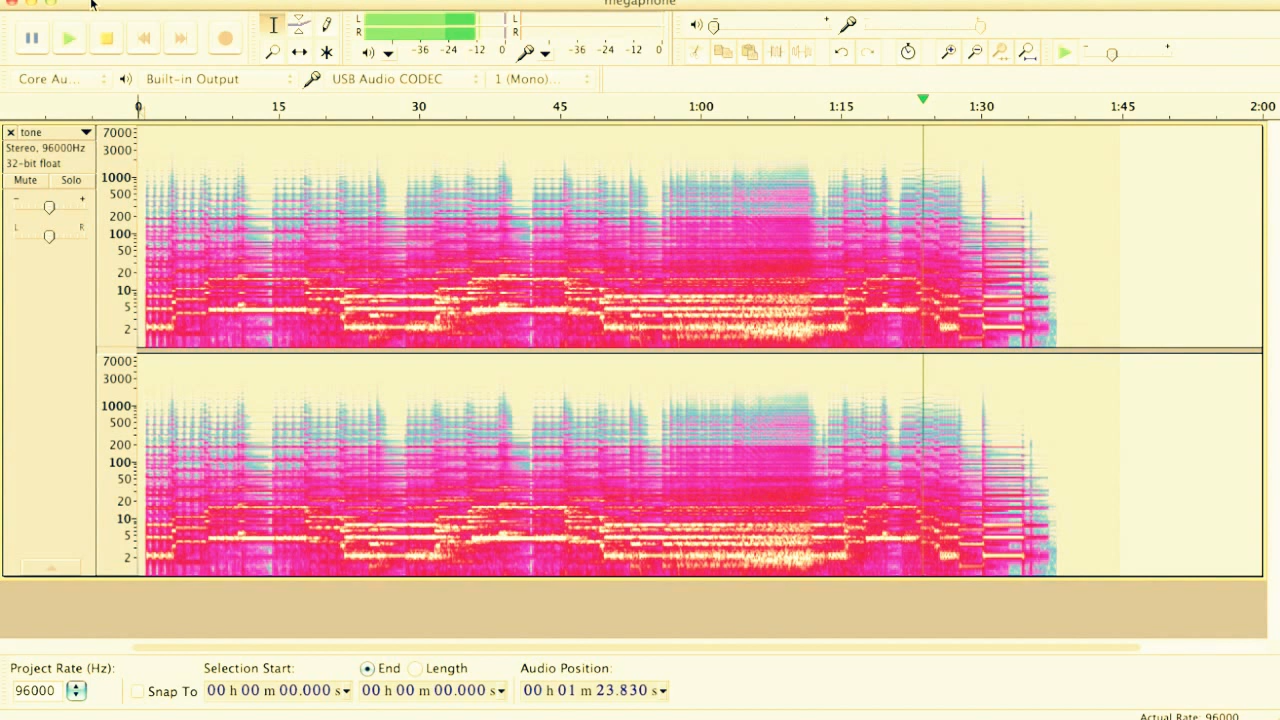 megaphone
L
R
-36 -24 -12 0
L
R
-36 -24 -12 0
- +
- +
- +
Core Au... Built-in Output USB Audio CODEC 1 (Mono)...
0 15 30 45 1:00 1:15 1:30 1:45 2:00
tone
Stereo, 96000Hz
32-bit float
Mute Solo
- +
L R
7000
3000
1000
500
200
100
50
20
10
5
2
7000
3000
1000
500
200
100
50
20
10
5
2
Project Rate (Hz): Selection Start: End Length Audio Position:
96000 Snap To 00 h 00 m 00.000 s 00 h 00 m 00.000 s 00 h 01 m 23.830 s
Actual Rate: 96000